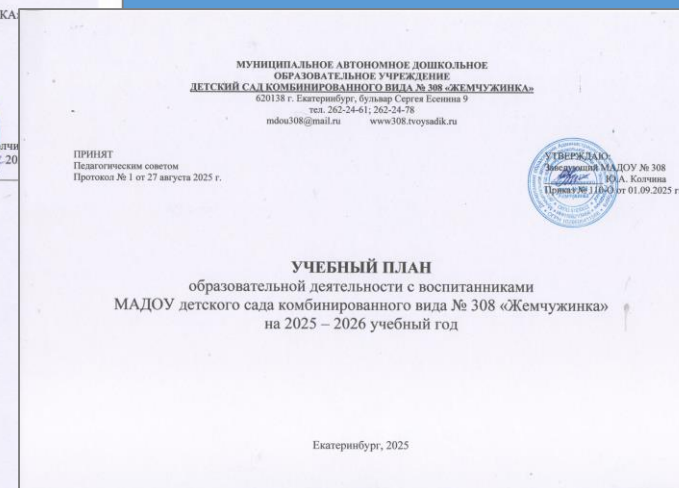 МУНИЦИПАЛЬНОЕ АВТОНОМНОЕ ДОШКОЛЬНОЕ
ОБРАЗОВАТЕЛЬНОЕ УЧРЕЖДЕНИЕ
ДЕТСКИЙ САД КОМБИНИРОВАННОГО ВИДА № 308 «ЖЕМЧУЖИНКА»
620138 г. Екатеринбург, бульвар Сергея Есенина 9
тел. 262-24-61; 262-24-78
mdou308@mail.ru www308.tvoysadik.ru
ПРИНЯТ
Педагогическим советом
Протокол № 1 от 27 августа 2025 г.
УТВЕРЖДАЮ:
Заведующий МАДОУ № 308
Ю.А. Колчина
Приказ № 110-О от 01.09.2025 г
УЧЕБНЫЙ ПЛАН
образовательной деятельности с воспитанниками
МАДОУ детского сада комбинированного вида № 308 «Жемчужинка»
на 2025 – 2026 учебный год
Екатеринбург, 2025